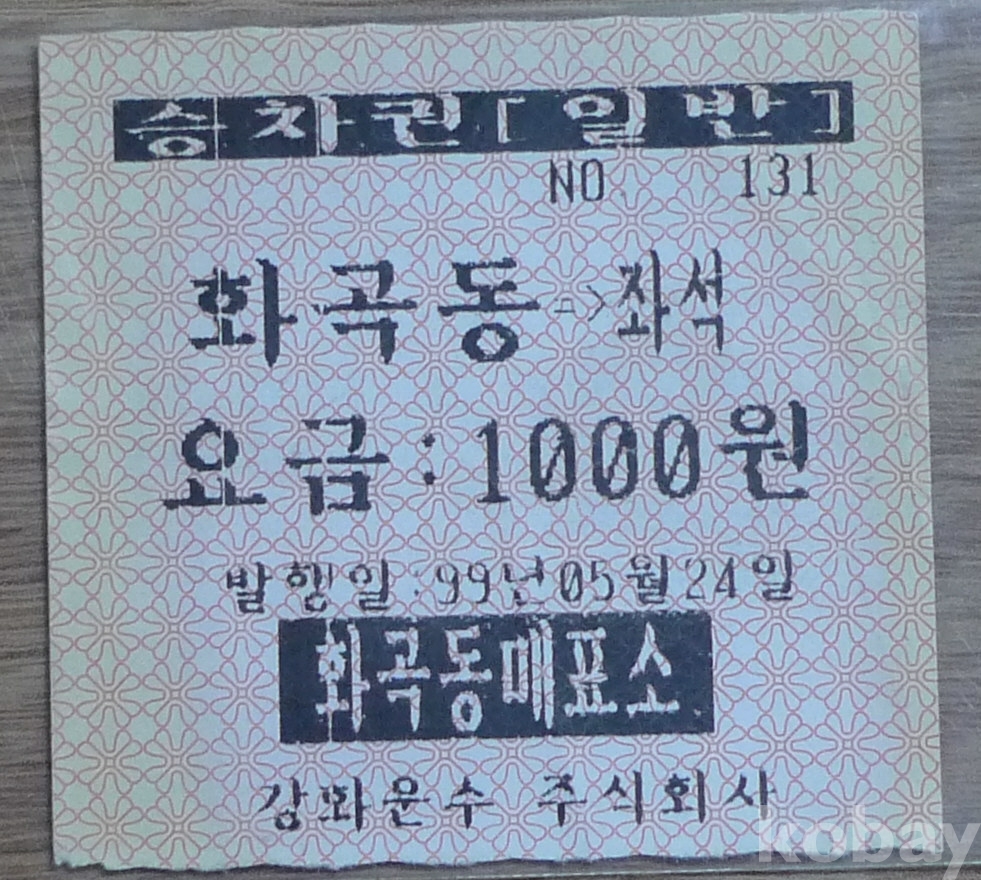 승차권[일반]
NO 131
화곡동->좌석
요금:1000원
발행일:99년05월24일
화곡동매표소
강화운수 주식회사
kobay